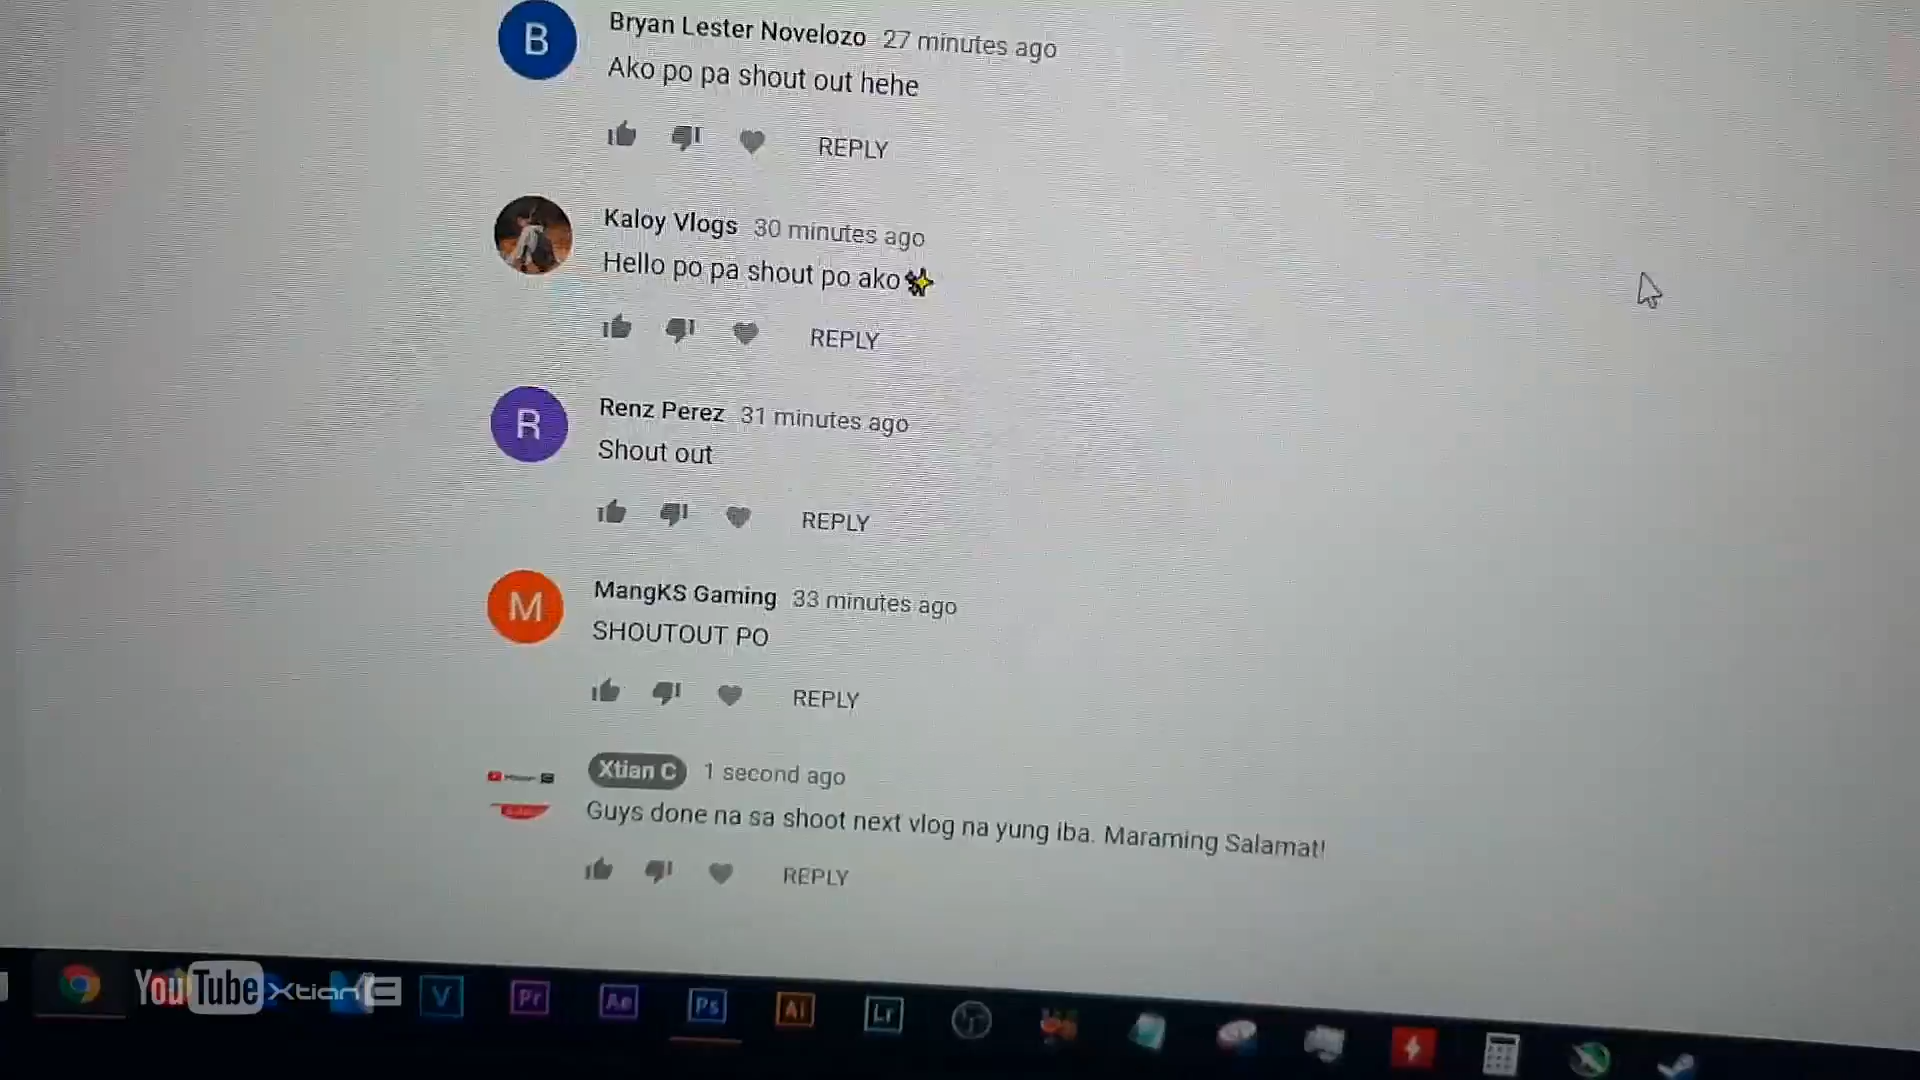 B
Bryan Lester Novelozo 27 minutes ago
Ako po pa shout out hehe
REPLY
Kaloy Vlogs 30 minutes ago
Hello po pa shout po ako✨
REPLY
R
Renz Perez 31 minutes ago
Shout out
REPLY
M
MangKS Gaming 33 minutes ago
SHOUTOUT PO
REPLY
Xtian C 1 second ago
Guys done na sa shoot next vlog na yung iba. Maraming Salamat!
REPLY
YouTube Xtian C
V Pr Ae Ps Ai Lr